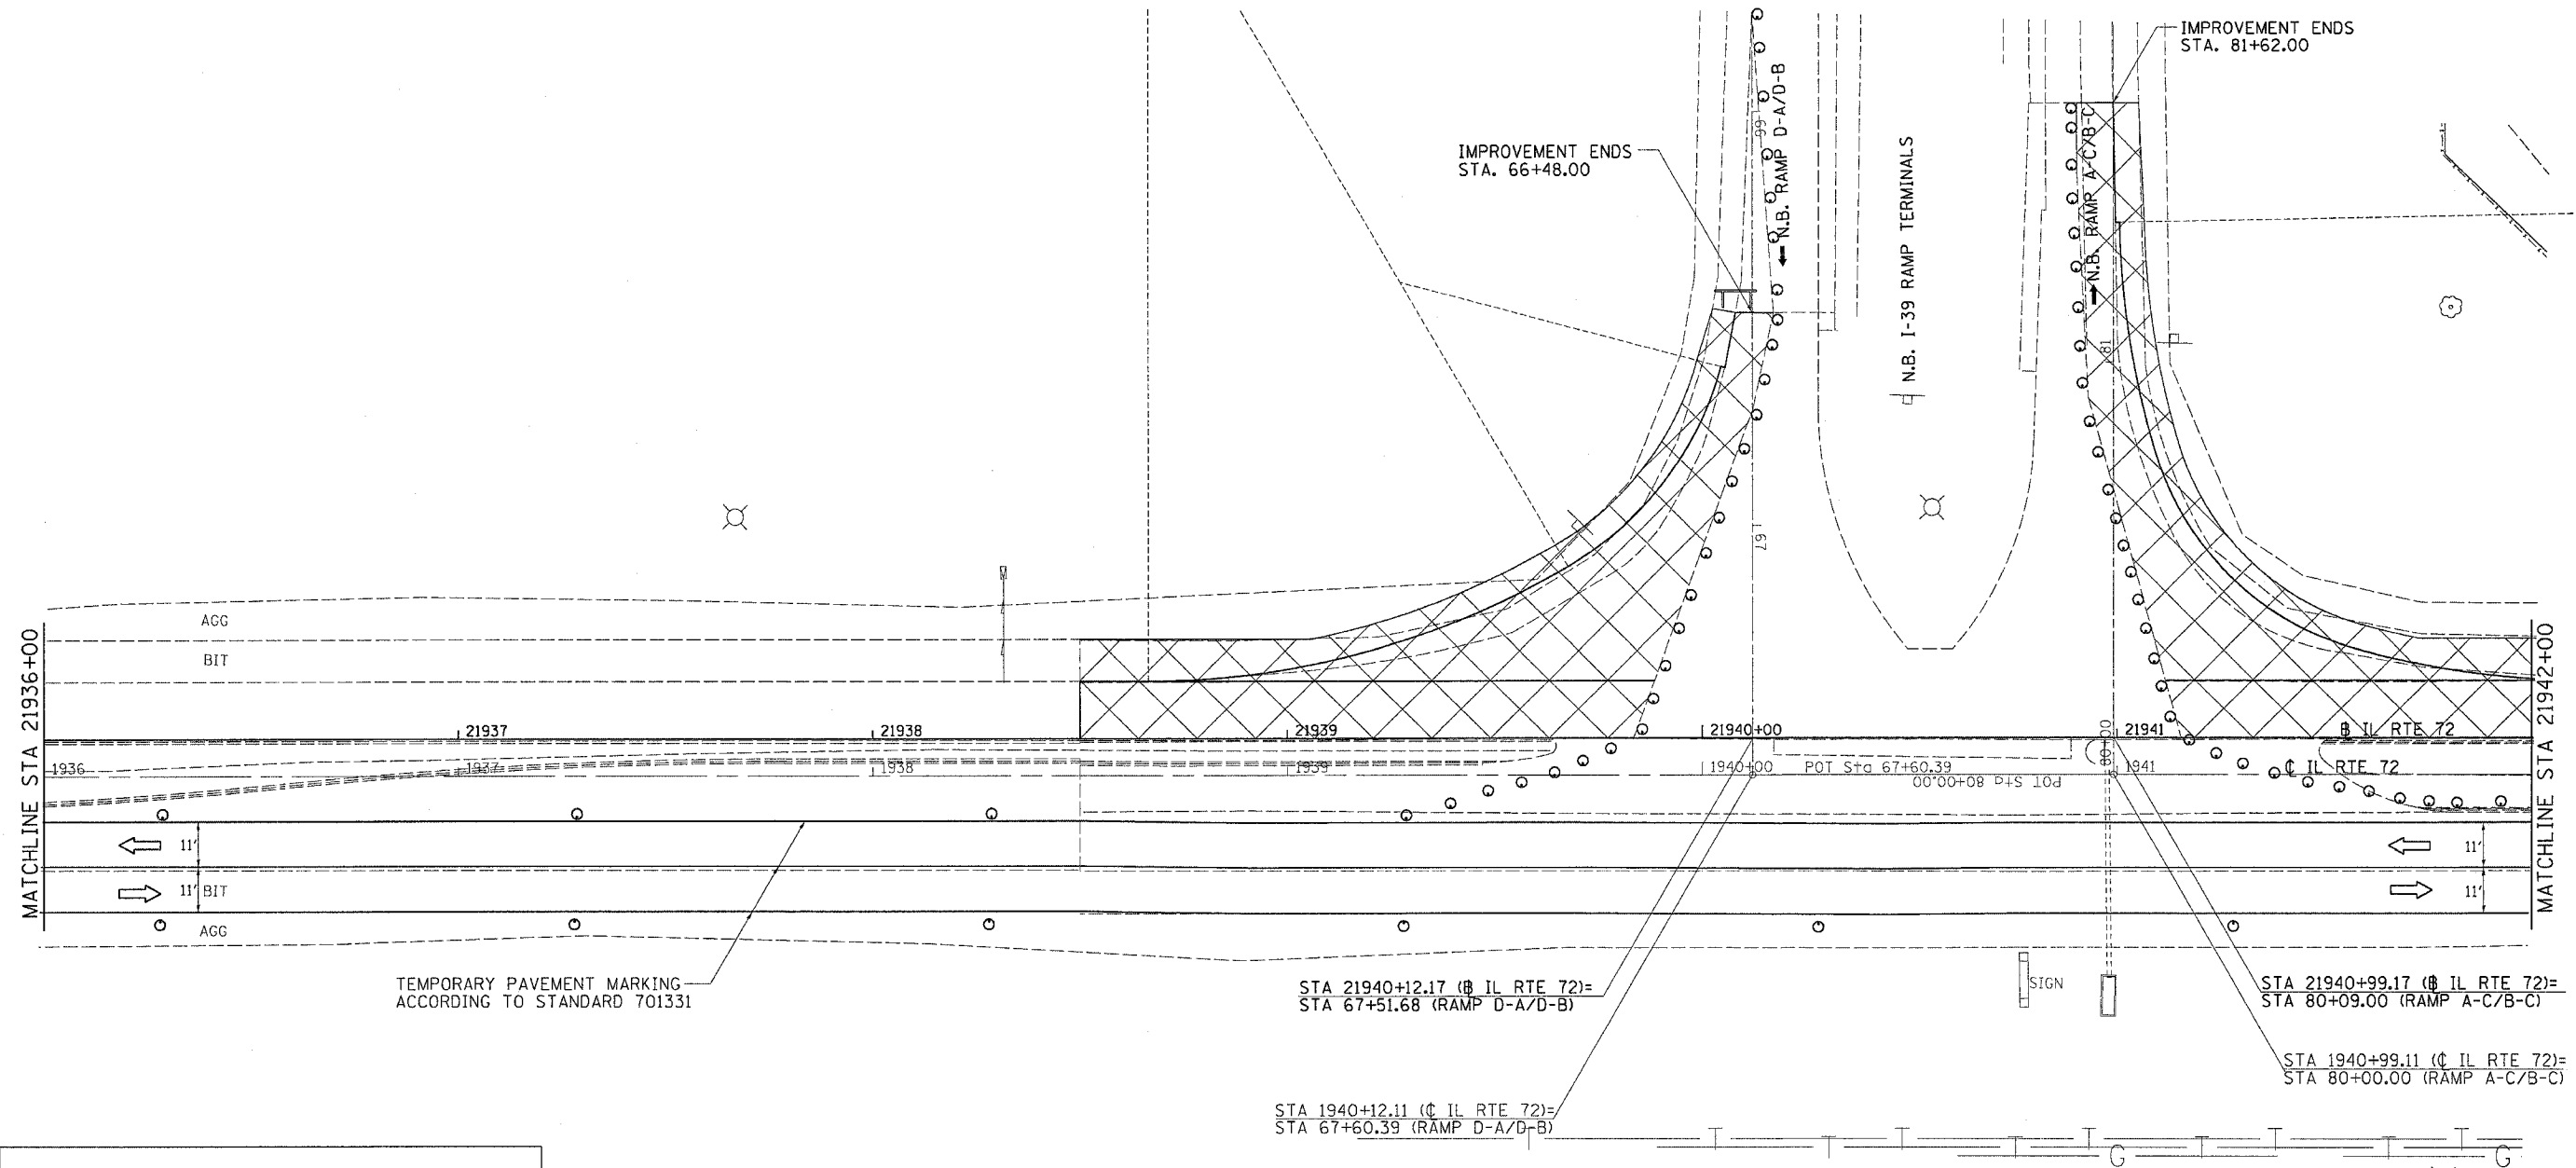 IMPROVEMENT ENDS
STA. 81+62.00
IMPROVEMENT ENDS
STA. 66+48.00
66
N.B. RAMP D-A/D-B
N.B. I-39 RAMP TERMINALS
N.B. RAMP A-C/B-C
81
67
MATCHLINE STA 21936+00
AGG
BIT
21937
21938
21939
21940+00
21941
℄ IL RTE 72
80+00
1936
1937
1938
1939
1940+00
POT Sta 67+60.39
POT Sta 80+00.00
1941
℄ IL RTE 72
MATCHLINE STA 21942+00
11'
11'
11' BIT
11'
AGG
TEMPORARY PAVEMENT MARKING
ACCORDING TO STANDARD 701331
STA 21940+12.17 (B IL RTE 72)=
STA 67+51.68 (RAMP D-A/D-B)
SIGN
STA 21940+99.17 (B IL RTE 72)=
STA 80+09.00 (RAMP A-C/B-C)
STA 1940+99.11 (℄ IL RTE 72)=
STA 80+00.00 (RAMP A-C/B-C)
STA 1940+12.11 (℄ IL RTE 72)=
STA 67+60.39 (RAMP D-A/D-B)
T T T T T T T T T
G G